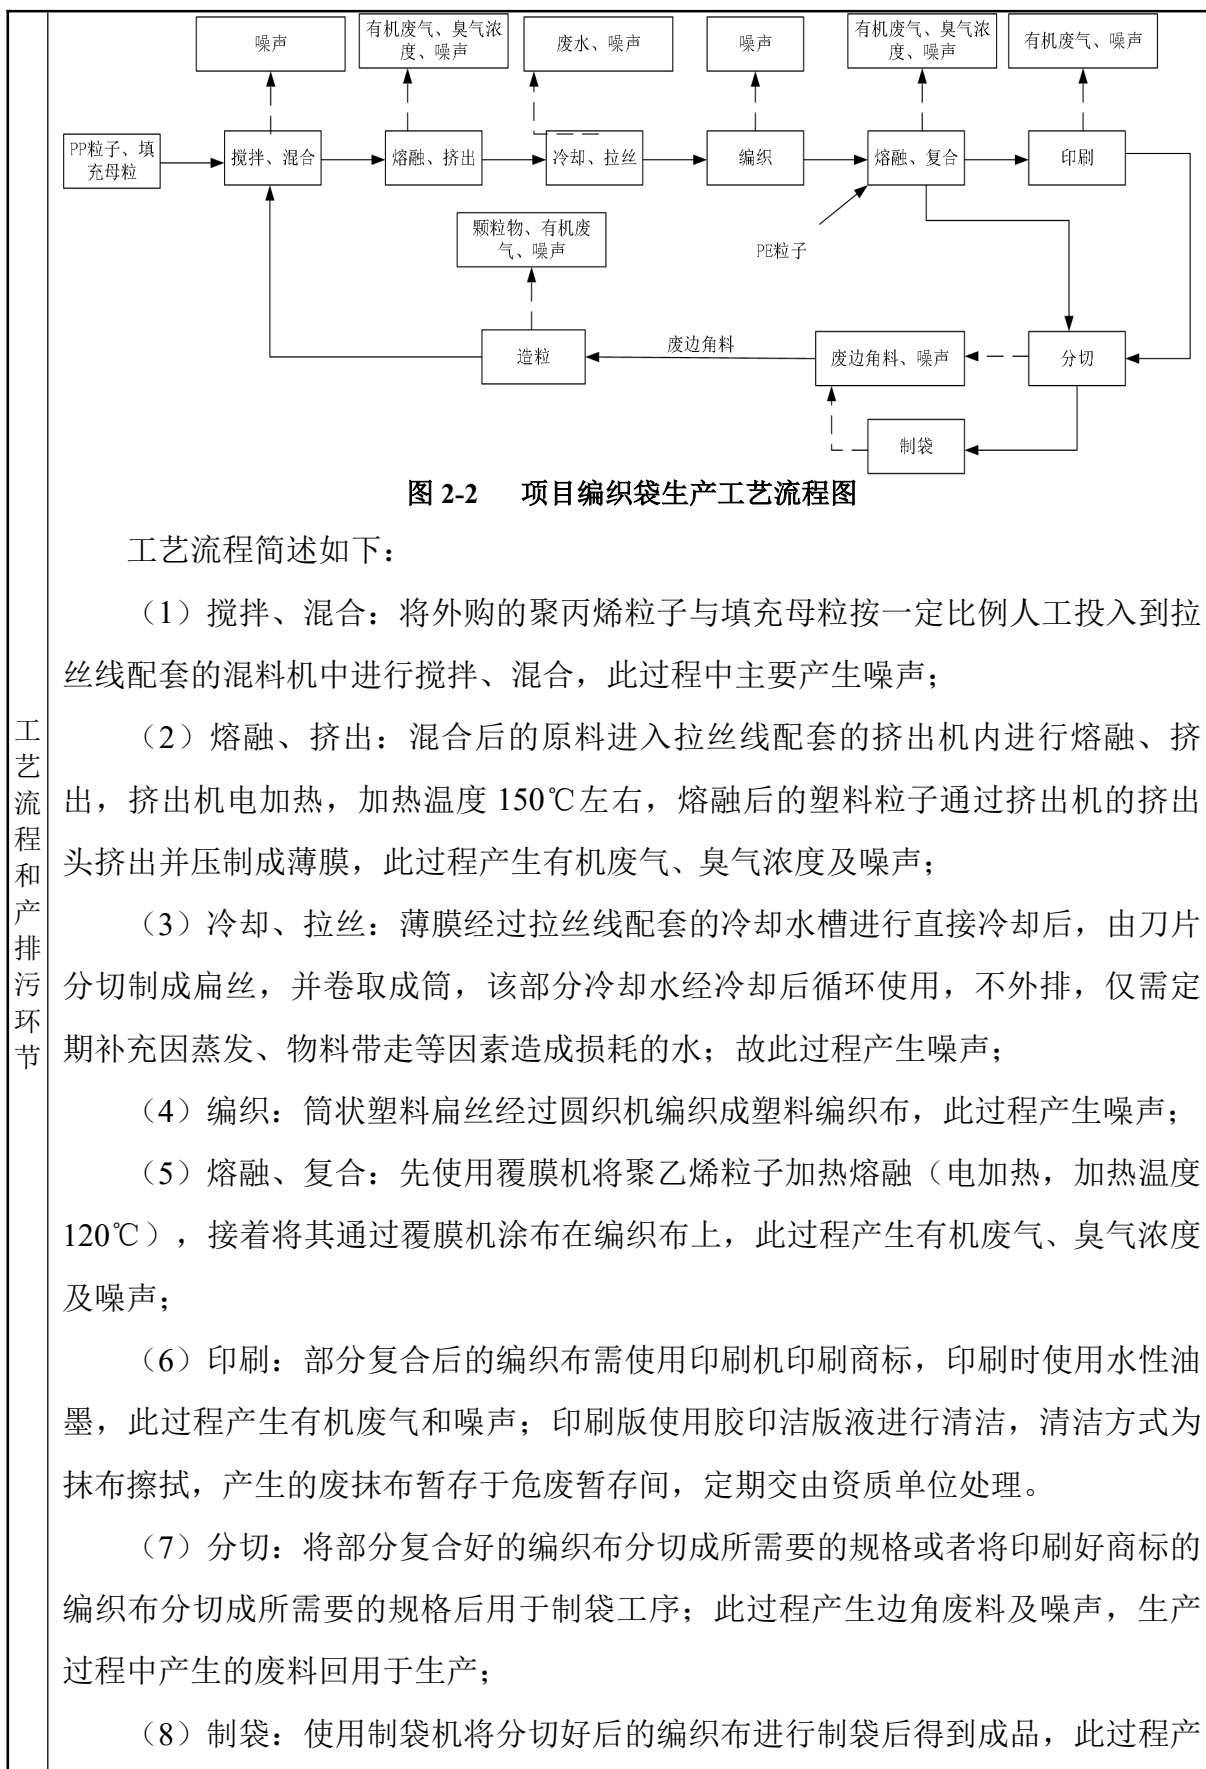 噪声
有机废气、臭气浓
度、噪声
废水、噪声
噪声
有机废气、臭气浓
度、噪声
有机废气、噪声
PP粒子、填
充母粒
搅拌、混合
熔融、挤出
冷却、拉丝
编织
熔融、复合
印刷
颗粒物、有机废
气、噪声
PE粒子
造粒
废边角料
废边角料、噪声
分切
制袋
图 2-2 项目编织袋生产工艺流程图
工艺流程和产排污环节
工艺流程简述如下：
（1）搅拌、混合：将外购的聚丙烯粒子与填充母粒按一定比例人工投入到拉
丝线配套的混料机中进行搅拌、混合，此过程中主要产生噪声；
（2）熔融、挤出：混合后的原料进入拉丝线配套的挤出机内进行熔融、挤
出，挤出机电加热，加热温度 150℃左右，熔融后的塑料粒子通过挤出机的挤出
头挤出并压制成薄膜，此过程产生有机废气、臭气浓度及噪声；
（3）冷却、拉丝：薄膜经过拉丝线配套的冷却水槽进行直接冷却后，由刀片
分切制成扁丝，并卷取成筒，该部分冷却水经冷却后循环使用，不外排，仅需定
期补充因蒸发、物料带走等因素造成损耗的水；故此过程产生噪声；
（4）编织：筒状塑料扁丝经过圆织机编织成塑料编织布，此过程产生噪声；
（5）熔融、复合：先使用覆膜机将聚乙烯粒子加热熔融（电加热，加热温度
120℃），接着将其通过覆膜机涂布在编织布上，此过程产生有机废气、臭气浓度
及噪声；
（6）印刷：部分复合后的编织布需使用印刷机印刷商标，印刷时使用水性油
墨，此过程产生有机废气和噪声；印刷版使用胶印洁版液进行清洁，清洁方式为
抹布擦拭，产生的废抹布暂存于危废暂存间，定期交由资质单位处理。
（7）分切：将部分复合好的编织布分切成所需要的规格或者将印刷好商标的
编织布分切成所需要的规格后用于制袋工序；此过程产生边角废料及噪声，生产
过程中产生的废料回用于生产；
（8）制袋：使用制袋机将分切好后的编织布进行制袋后得到成品，此过程产